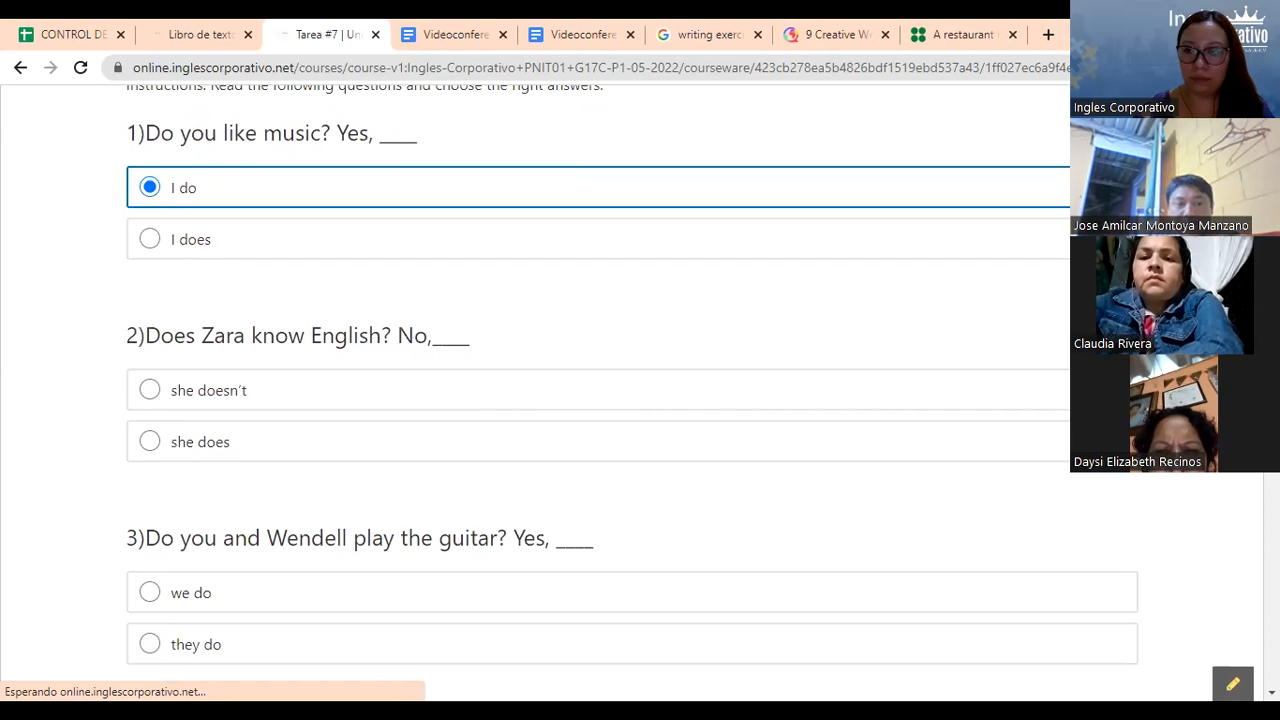 CONTROL DE
Libro de texto
Tarea #7 | Un
Videoconfere
Videoconfere
writing exerci
9 Creative W
A restaurant
online.inglescorporativo.net/courses/course-v1:Ingles-Corporativo+PNIT01+G17C-P1-05-2022/courseware/423cb278ea5b4826bdf1519ebd537a43/1ff027ec6a9f4e
Instructions: Read the following questions and choose the right answers.
1)Do you like music? Yes, ____
I do
I does
2)Does Zara know English? No,____
she doesn't
she does
3)Do you and Wendell play the guitar? Yes, ____
we do
they do
Esperando online.inglescorporativo.net...
Ingles Corporativo
Jose Amilcar Montoya Manzano
Claudia Rivera
Daysi Elizabeth Recinos